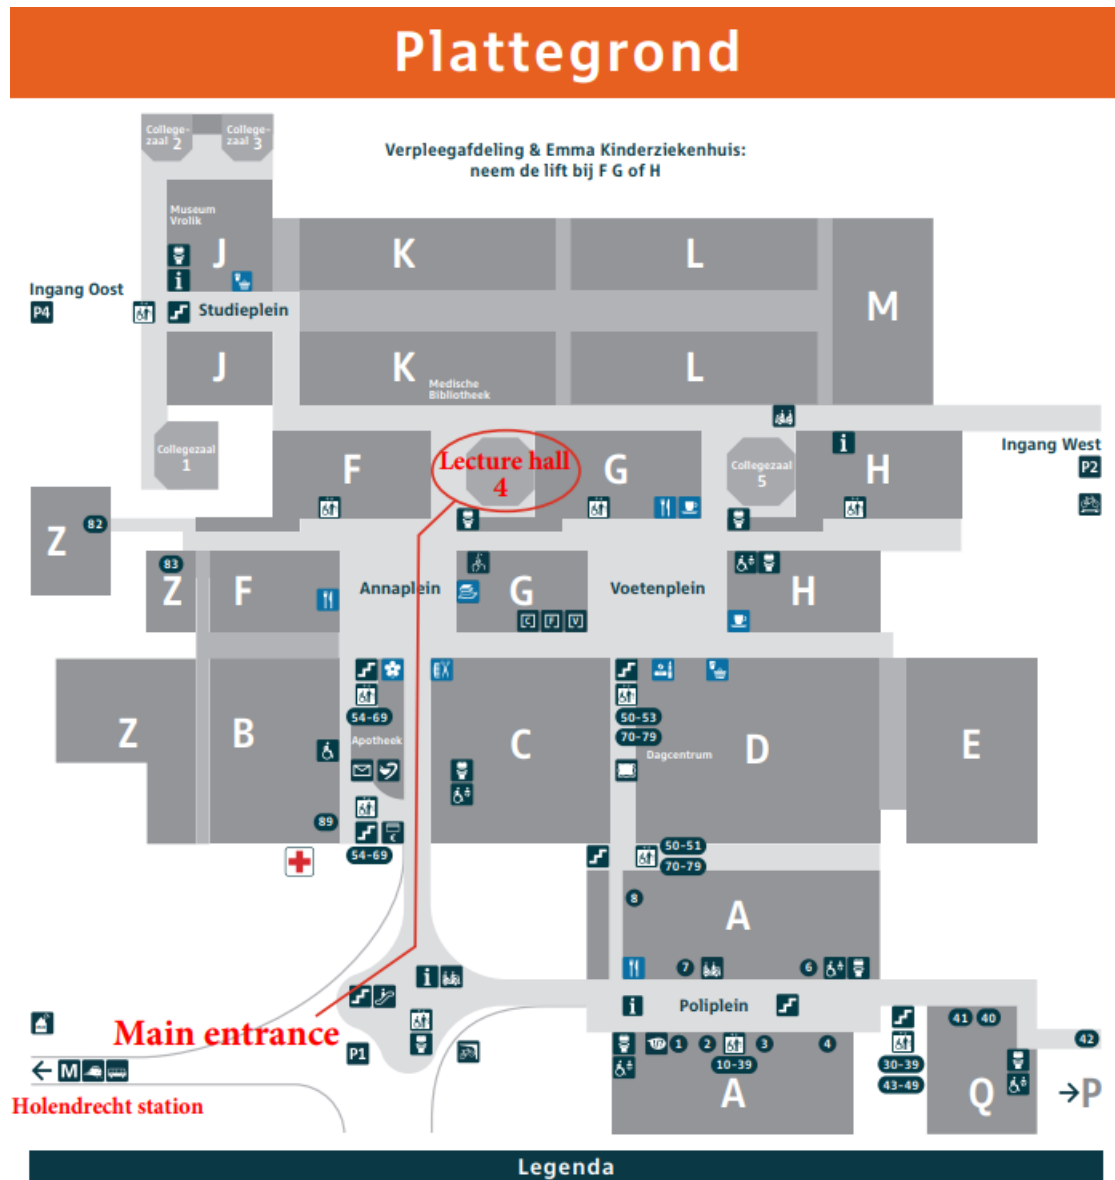 Plattegrond
College-
zaal 2
College-
zaal 3
Verpleegafdeling & Emma Kinderziekenhuis:
neem de lift bij F G of H
Museum
Vrolik
J
K
L
M
i
Ingang Oost
P4
Studieplein
J
K
L
Medische
Bibliotheek
Collegezaal
1
F
Lecture hall
4
G
Collegezaal
5
i
H
Ingang West
P2
Z
82
83
Z
F
Annaplein
G
Voetenplein
H
C
F
V
54-69
50-53
70-79
Z
B
Apotheek
C
Dagcentrum
D
E
89
€
54-69
50-51
70-79
8
A
i
7
6
i
Poliplein
Main entrance
P1
1
2
3
4
10-39
A
41
40
30-39
43-49
42
Q
P
M
Holendrecht station
Legenda